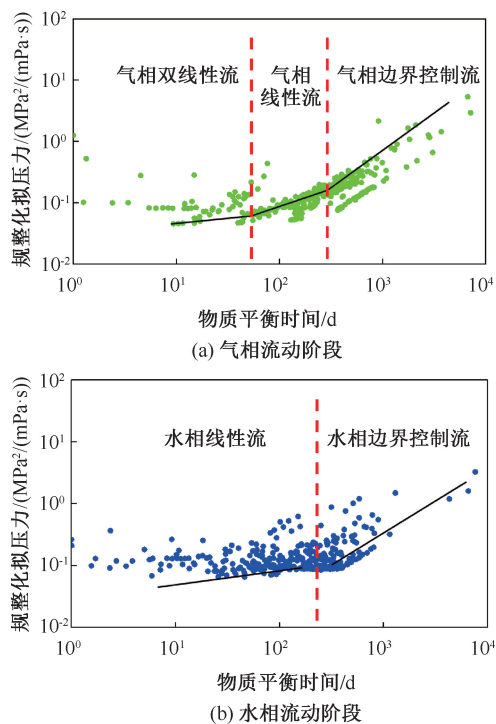 规整化拟压力/(MPa²/(mPa·s))
10²
10¹
10⁰
10⁻¹
10⁻²
气相双线性流
气相
线性流
气相边界控制流
10⁰ 10¹ 10² 10³ 10⁴
物质平衡时间/d
(a) 气相流动阶段
规整化拟压力/(MPa²/(mPa·s))
10²
10¹
10⁰
10⁻¹
10⁻²
水相线性流
水相边界控制流
10⁰ 10¹ 10² 10³ 10⁴
物质平衡时间/d
(b) 水相流动阶段